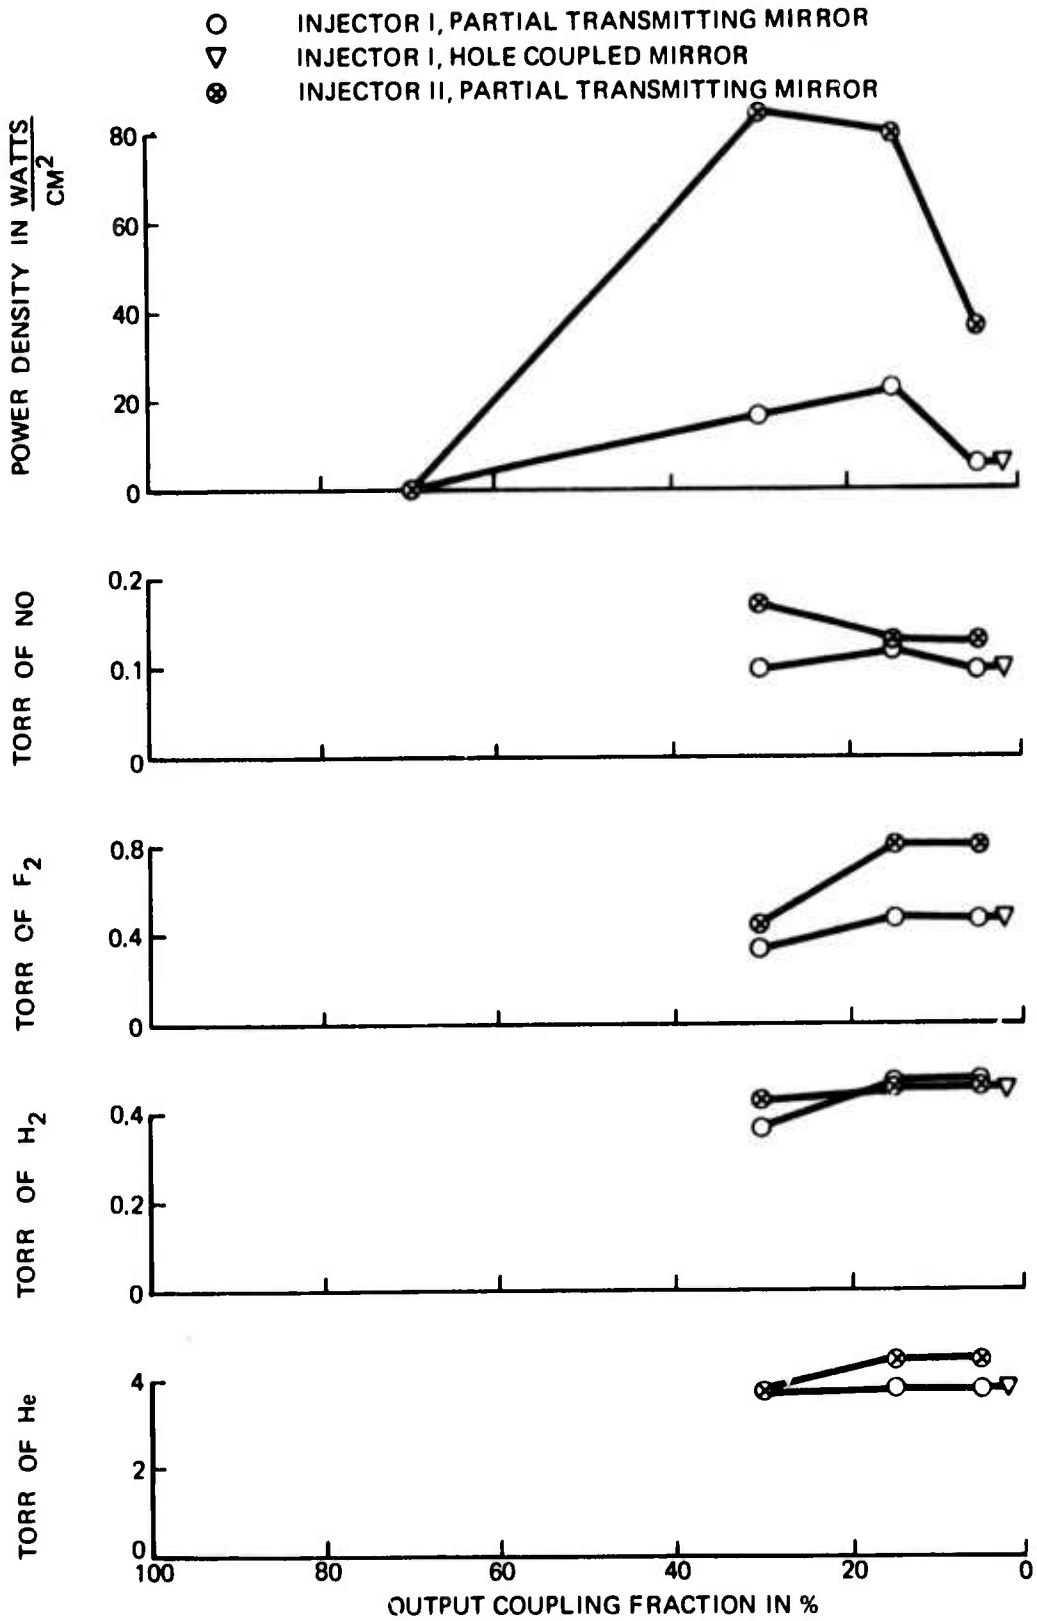 INJECTOR I, PARTIAL TRANSMITTING MIRROR
INJECTOR I, HOLE COUPLED MIRROR
INJECTOR II, PARTIAL TRANSMITTING MIRROR
POWER DENSITY IN WATTS
CM2
80
60
40
20
0
TORR OF NO
0.2
0.1
0
TORR OF F2
0.8
0.4
0
TORR OF H2
0.4
0.2
0
TORR OF He
4
2
0
100 80 60 40 20 0
OUTPUT COUPLING FRACTION IN %